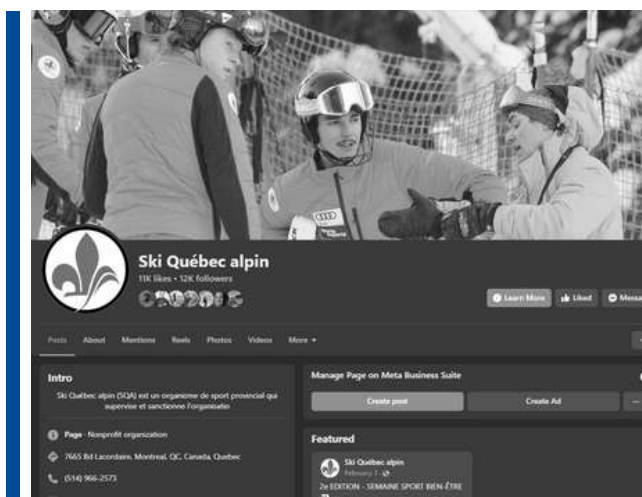 Ski Québec alpin
11K likes • 12K followers
Learn More
Liked
Messa
Posts
About
Mentions
Reels
Photos
Videos
More
Intro
Ski Québec alpin (SQA) est un organisme de sport provincial qui
supervise et sanctionne l'organisatio
Page · Nonprofit organization
7665 Bd Lacordaire, Montreal, QC, Canada, Quebec
(514) 966-2573
Manage Page on Meta Business Suite
Create post
Create Ad
Featured
Ski Québec alpin
February 7
2e EDITION - SEMAINE SPORT BIEN-ÊTRE